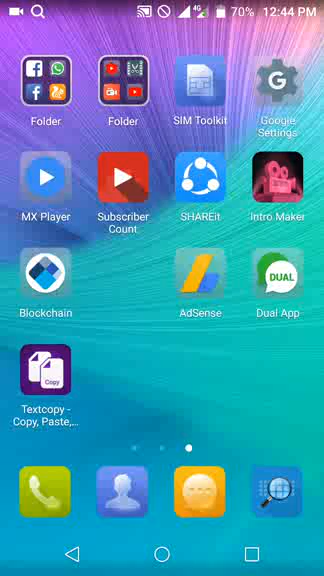 4G 70% 12:44 PM
Folder
Folder
SIM Toolkit
Google
Settings
MX Player
Subscriber
Count
SHAREit
Intro Maker
Blockchain
AdSense
DUAL
Dual App
Copy
Textcopy -
Copy, Paste,...